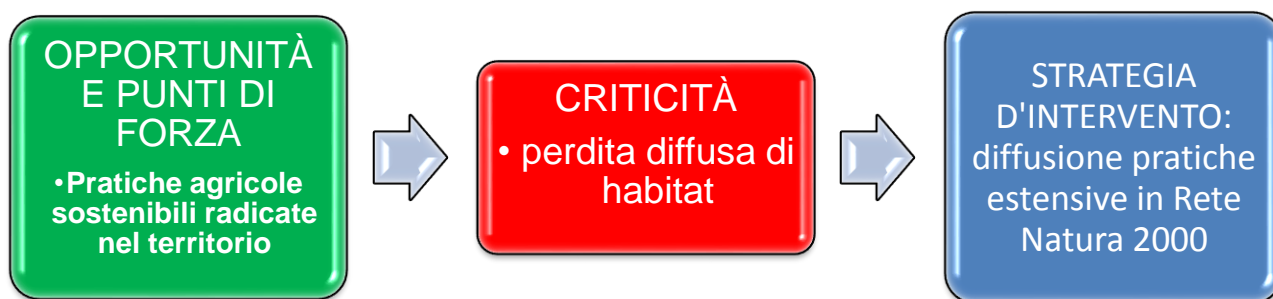 OPPORTUNITÀ
E PUNTI DI
FORZA
•Pratiche agricole
sostenibili radicate
nel territorio
CRITICITÀ
• perdita diffusa di
habitat
STRATEGIA
D'INTERVENTO:
diffusione pratiche
estensive in Rete
Natura 2000